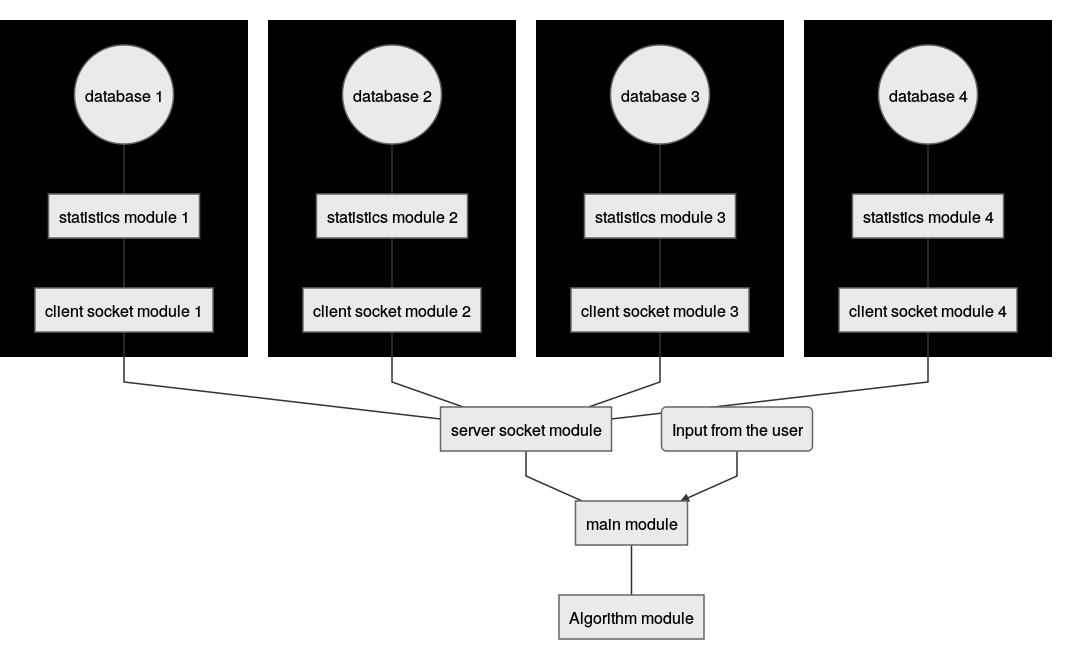 database 1
database 2
database 3
database 4
statistics module 1
statistics module 2
statistics module 3
statistics module 4
client socket module 1
client socket module 2
client socket module 3
client socket module 4
server socket module
Input from the user
main module
Algorithm module